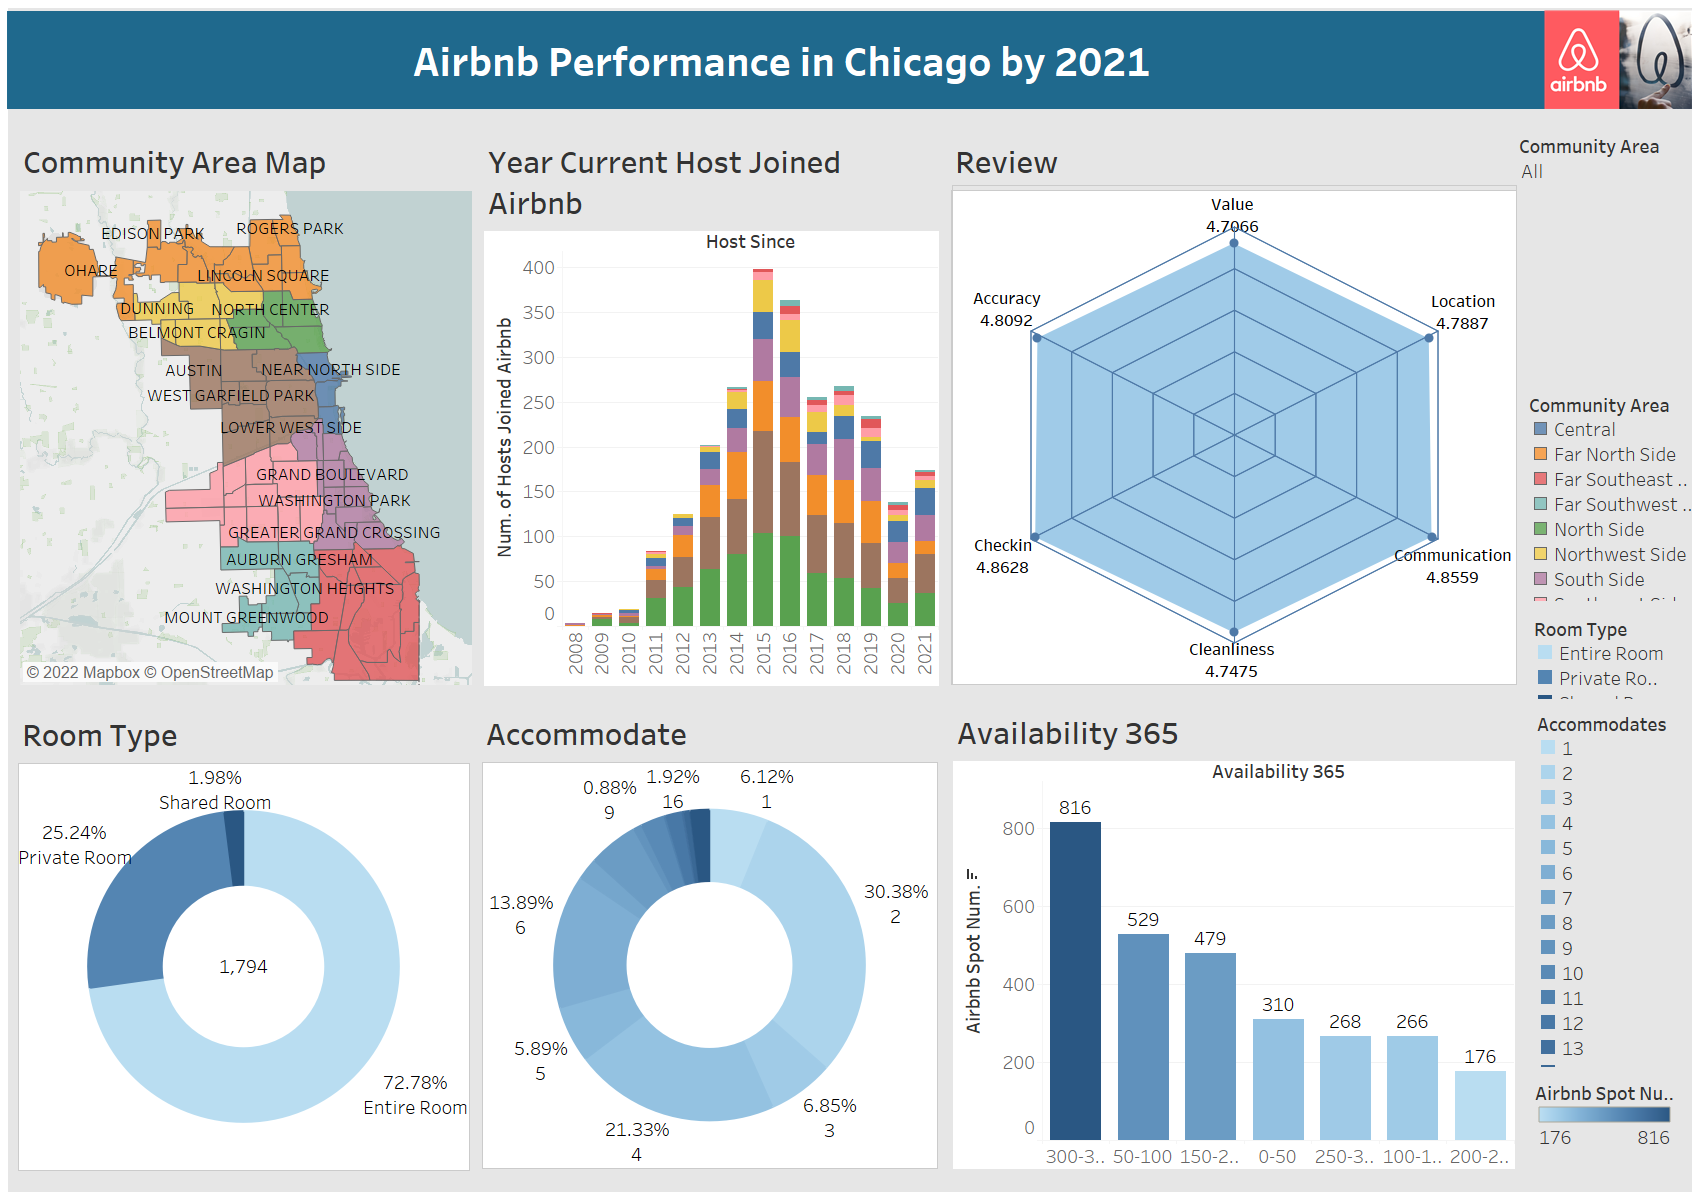 Airbnb Performance in Chicago by 2021
airbnb
Community Area Map
EDISON PARK
ROGERS PARK
OHARE
LINCOLN SQUARE
DUNNING
NORTH CENTER
BELMONT CRAGIN
AUSTIN
NEAR NORTH SIDE
WEST GARFIELD PARK
LOWER WEST SIDE
GRAND BOULEVARD
WASHINGTON PARK
GREATER GRAND CROSSING
AUBURN GRESHAM
WASHINGTON HEIGHTS
MOUNT GREENWOOD
© 2022 Mapbox © OpenStreetMap
Year Current Host Joined
Airbnb
Host Since
Num. of Hosts Joined Airbnb
400
350
300
250
200
150
100
50
0
2008
2009
2010
2011
2012
2013
2014
2015
2016
2017
2018
2019
2020
2021
Review
Value
4.7066
Accuracy
4.8092
Location
4.7887
Checkin
4.8628
Communication
4.8559
Cleanliness
4.7475
Community Area
All
Community Area
Central
Far North Side
Far Southeast ..
Far Southwest ..
North Side
Northwest Side
South Side
Room Type
Entire Room
Private Ro..
Accommodates
1
2
3
4
5
6
7
8
9
10
11
12
13
Airbnb Spot Nu..
176
816
Room Type
1.98%
Shared Room
25.24%
Private Room
1,794
72.78%
Entire Room
Accommodate
0.88%
9
1.92%
16
6.12%
1
30.38%
2
13.89%
6
5.89%
5
6.85%
3
21.33%
4
Availability 365
Availability 365
Airbnb Spot Num.
800
600
400
200
0
816
529
479
310
268
266
176
300-3..
50-100
150-2..
0-50
250-3..
100-1..
200-2..